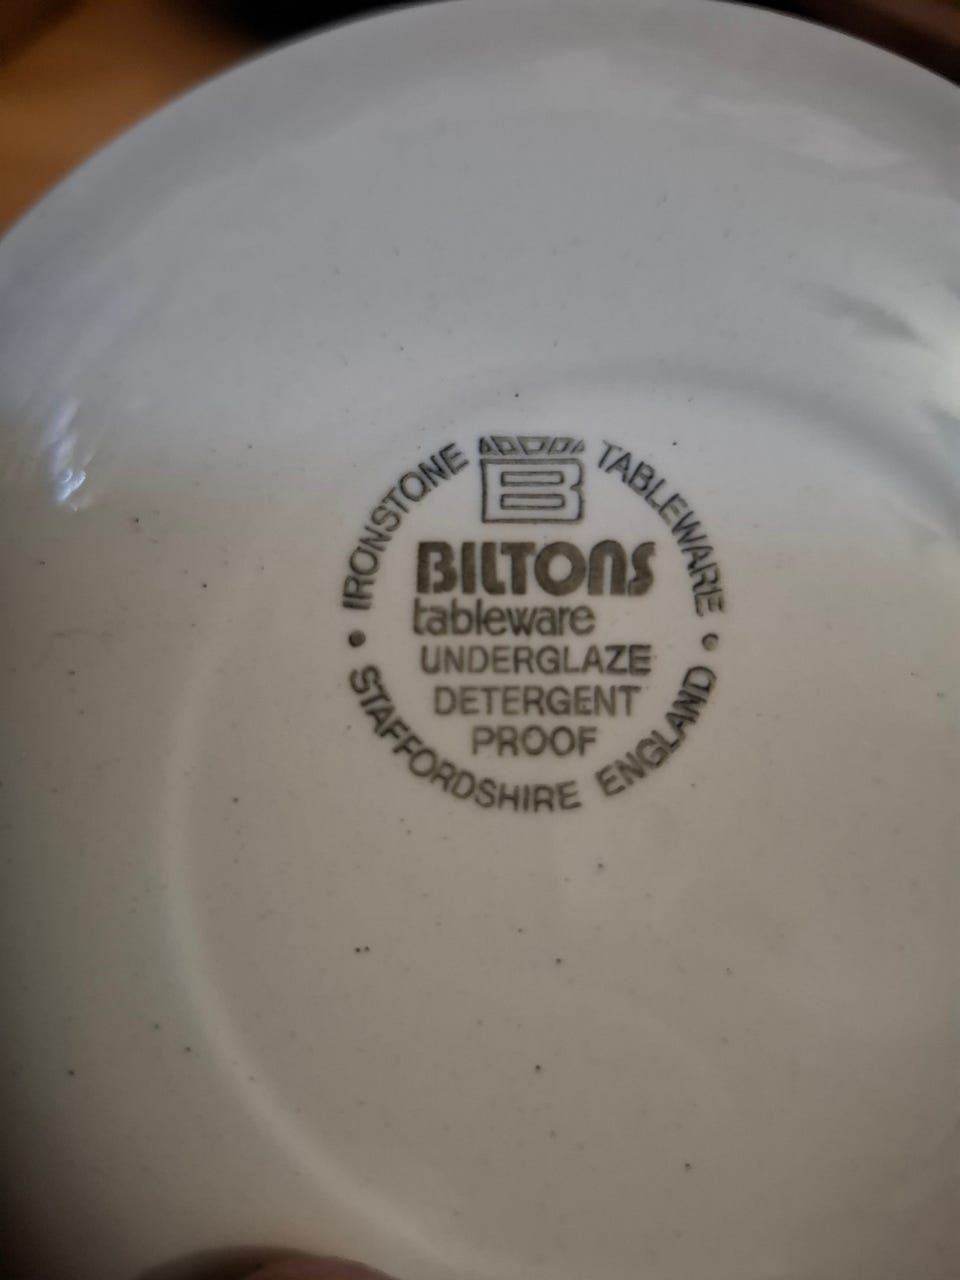 IRONSTONE TABLEWARE
B
BILTONS
tableware
UNDERGLAZE
DETERGENT
PROOF
STAFFORDSHIRE ENGLAND